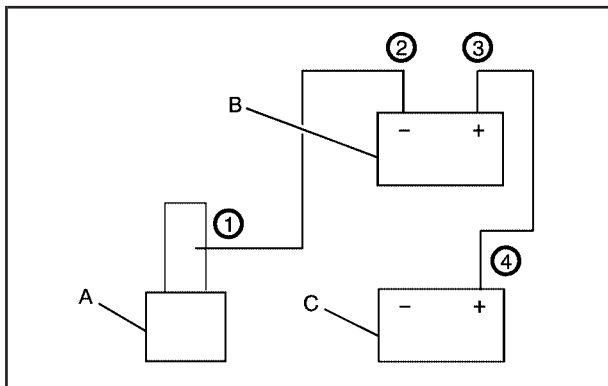 ② ③
B
− +
①
④
A
C
− +